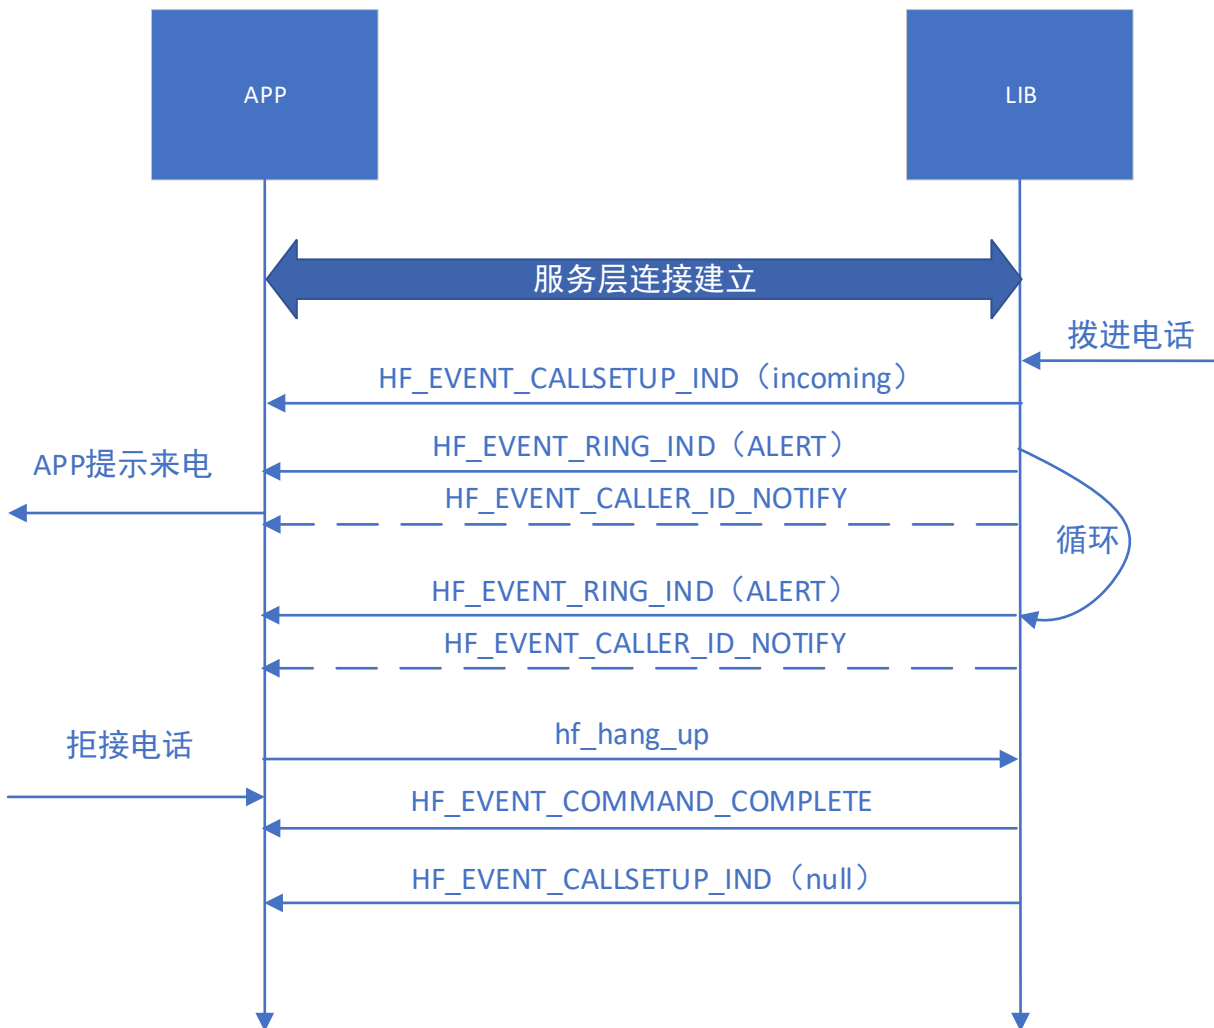 APP
LIB
服务层连接建立
拨进电话
HF_EVENT_CALLSETUP_IND（incoming）
HF_EVENT_RING_IND（ALERT）
APP提示来电
HF_EVENT_CALLER_ID_NOTIFY
循环
HF_EVENT_RING_IND（ALERT）
HF_EVENT_CALLER_ID_NOTIFY
hf_hang_up
拒接电话
HF_EVENT_COMMAND_COMPLETE
HF_EVENT_CALLSETUP_IND（null）